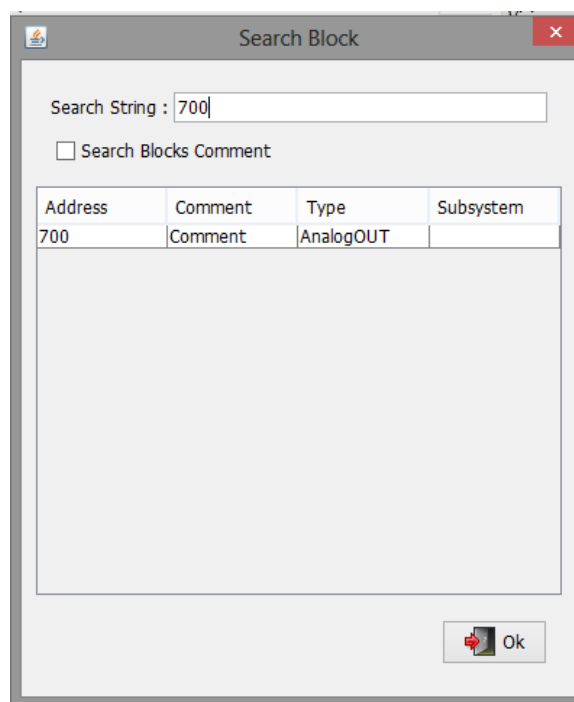 Search Block
Search String : 700
Search Blocks Comment
Address Comment Type Subsystem
700 Comment AnalogOUT
Ok